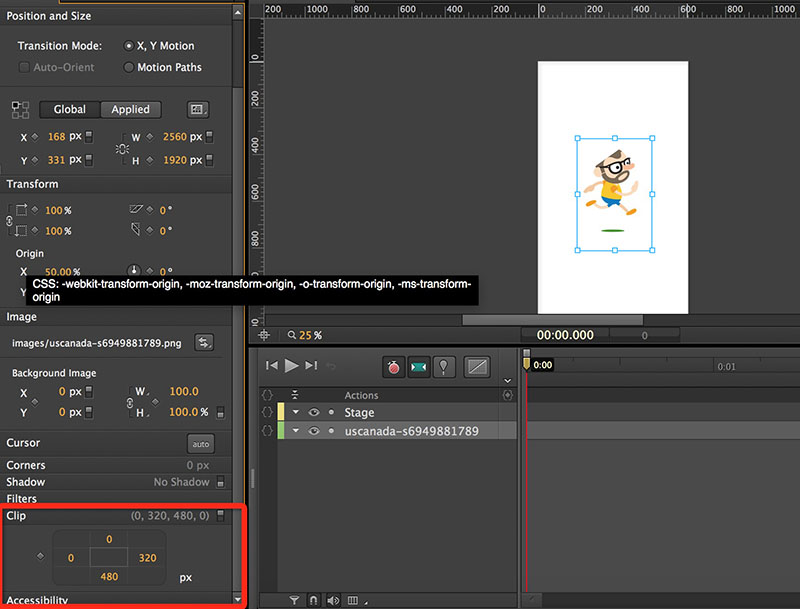 Position and Size
Transition Mode: X, Y Motion
Auto-Orient Motion Paths
Global Applied
X 168 px W 2560 px
Y 331 px H 1920 px
Transform
100% 0°
100% 0°
Origin
X 50.00% 0°
Y
CSS: -webkit-transform-origin, -moz-transform-origin, -o-transform-origin, -ms-transform-
origin
Image
images/uscanada-s6949881789.png
Background Image
X 0 px W 100.0
Y 0 px H 100.0 %
Cursor auto
Corners 0 px
Shadow No Shadow
Filters
Clip (0, 320, 480, 0)
0
0 320
480 px
Accessibility
200 1000 800 600 400 200 0 200 400 600 800 1000
0
200
400
600
800
25% 00:00.000 0
0:00 0:01
Actions
Stage
uscanada-s6949881789